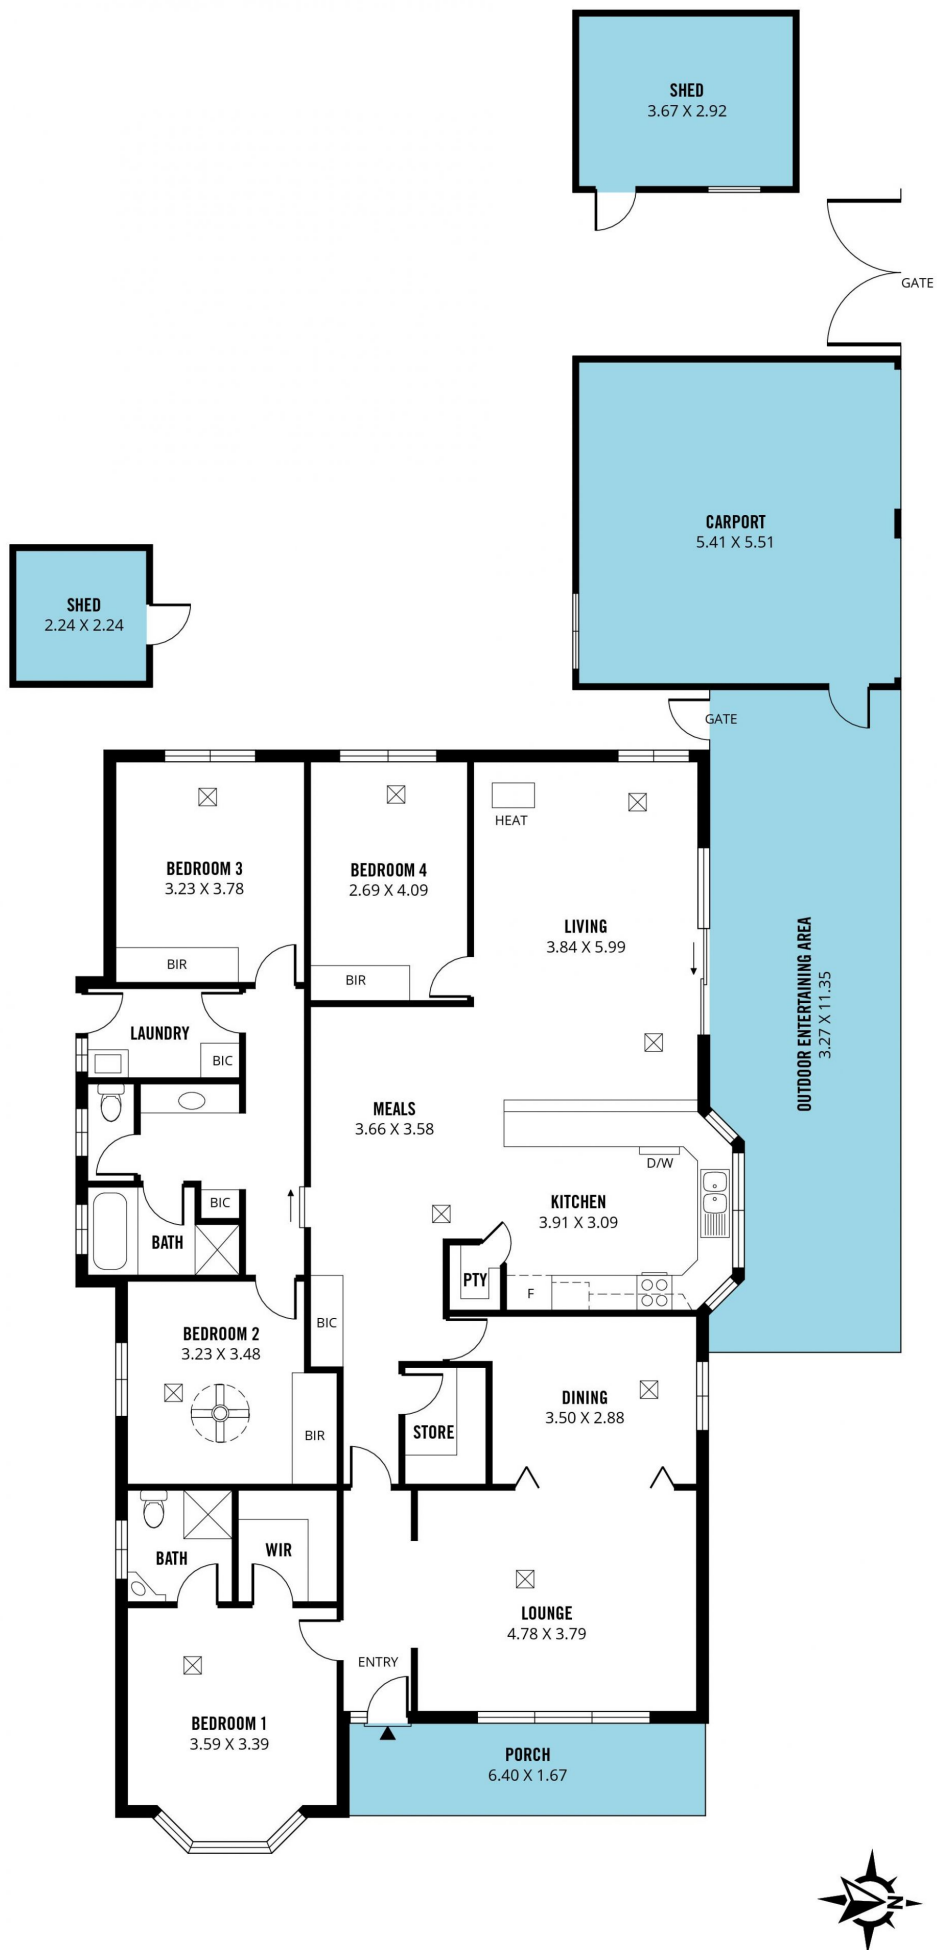 SHED
3.67 X 2.92
GATE
CARPORT
5.41 X 5.51
SHED
2.24 X 2.24
GATE
HEAT
BEDROOM 3
3.23 X 3.78
BEDROOM 4
2.69 X 4.09
LIVING
3.84 X 5.99
OUTDOOR ENTERTAINING AREA
3.27 X 11.35
BIR
BIR
LAUNDRY
BIC
MEALS
3.66 X 3.58
D/W
KITCHEN
3.91 X 3.09
BIC
BATH
PTY
F
BEDROOM 2
3.23 X 3.48
BIC
DINING
3.50 X 2.88
BIR
STORE
BATH
WIR
LOUNGE
4.78 X 3.79
ENTRY
BEDROOM 1
3.59 X 3.39
PORCH
6.40 X 1.67
N